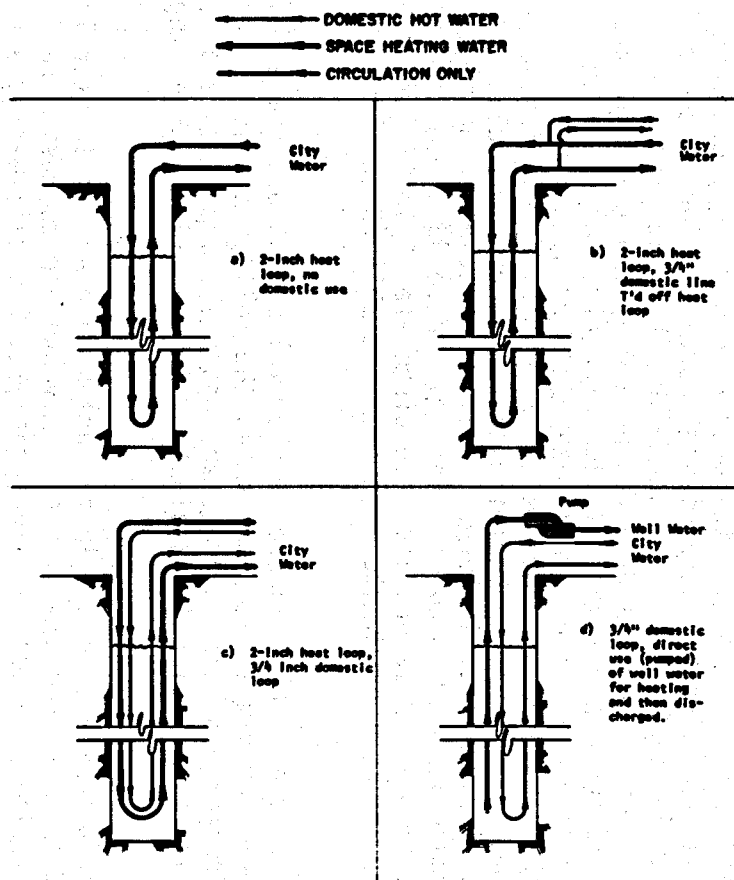 DOMESTIC HOT WATER
SPACE HEATING WATER
CIRCULATION ONLY
City
Water
a) 2-inch heat
loop, no
domestic use
City
Water
b) 2-inch heat
loop, 3/4"
domestic line
T'd off heat
loop
City
Water
c) 2-inch heat loop,
3/4 inch domestic
loop
Pump
Well Water
City
Water
d) 3/4" domestic
loop, direct
use (pumped)
of well water
for heating
and then dis-
charged.